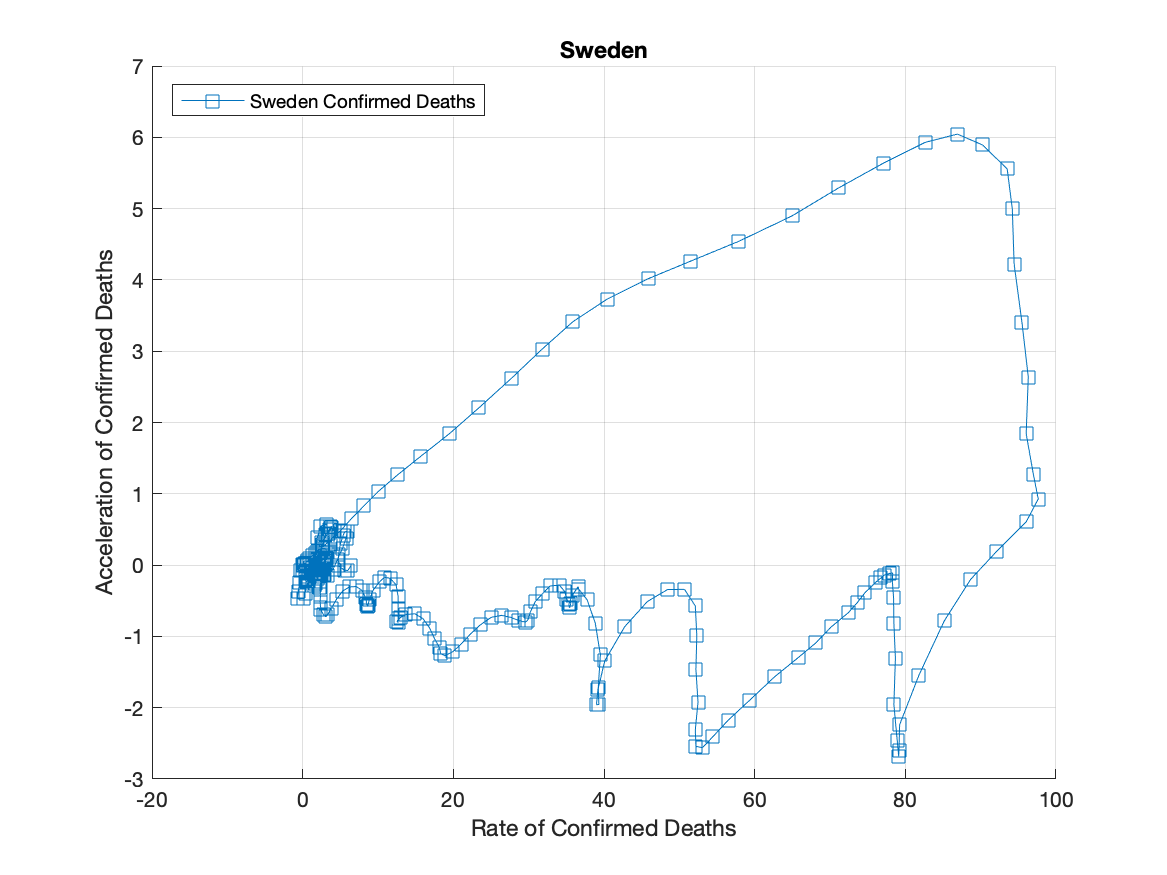 Sweden
7
Sweden Confirmed Deaths
6
5
4
3
2
1
0
-1
-2
-3
Acceleration of Confirmed Deaths
-20 0 20 40 60 80 100
Rate of Confirmed Deaths